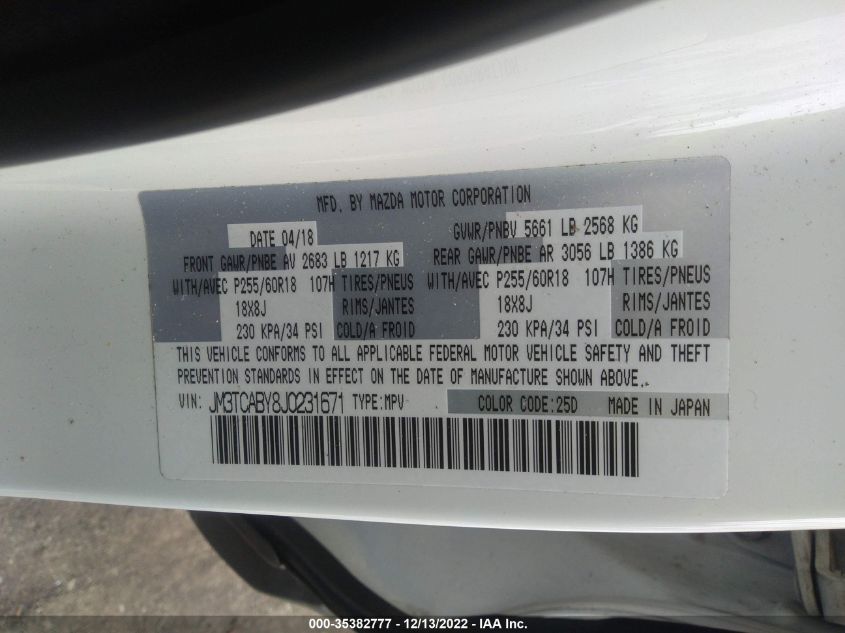 MFD. BY MAZDA MOTOR CORPORATION
DATE 04/18 GVWR/PNBV 5661 LB 2568 KG
FRONT GAWR/PNBE AV 2683 LB 1217 KG REAR GAWR/PNBE AR 3056 LB 1386 KG
WITH/AVEC P255/60R18 107H TIRES/PNEUS WITH/AVEC P255/60R18 107H TIRES/PNEUS
18X8J RIMS/JANTES 18X8J RIMS/JANTES
230 KPA/34 PSI COLD/A FROID 230 KPA/34 PSI COLD/A FROID
THIS VEHICLE CONFORMS TO ALL APPLICABLE FEDERAL MOTOR VEHICLE SAFETY AND THEFT
PREVENTION STANDARDS IN EFFECT ON THE DATE OF MANUFACTURE SHOWN ABOVE.
VIN: JM3TCABY8J0231671 TYPE:MPV COLOR CODE:25D MADE IN JAPAN
000-35382777 - 12/13/2022 - IAA Inc.